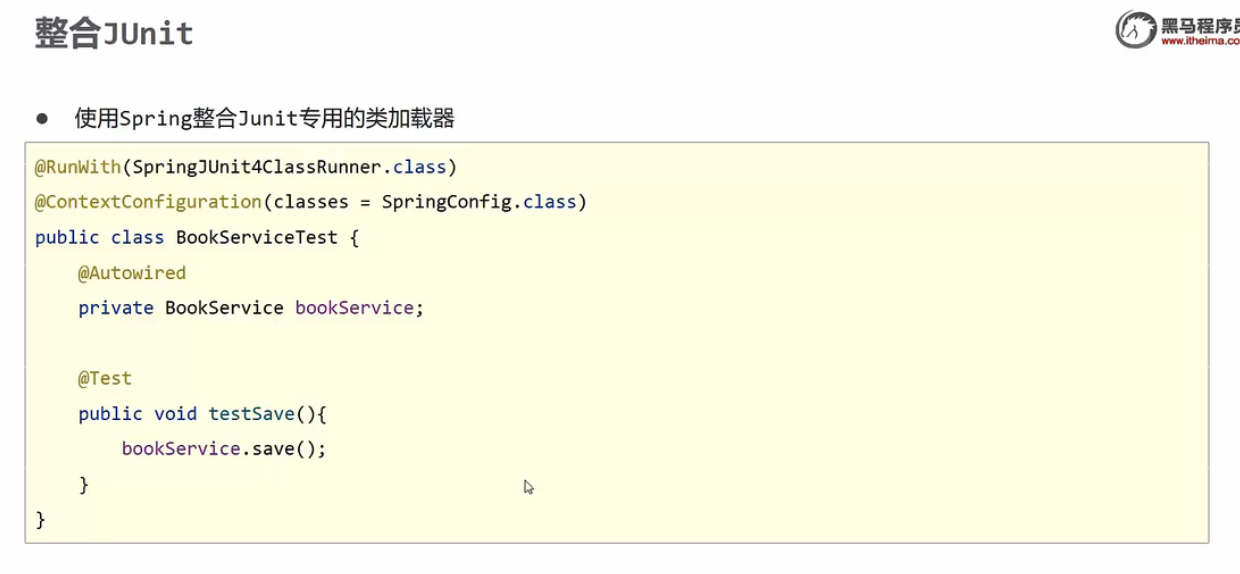 整合JUnit
黑马程序员
www.itheima.co
● 使用Spring整合Junit专用的类加载器
@RunWith(SpringJUnit4ClassRunner.class)
@ContextConfiguration(classes = SpringConfig.class)
public class BookServiceTest {
    @Autowired
    private BookService bookService;
    @Test
    public void testSave(){
        bookService.save();
    }
}